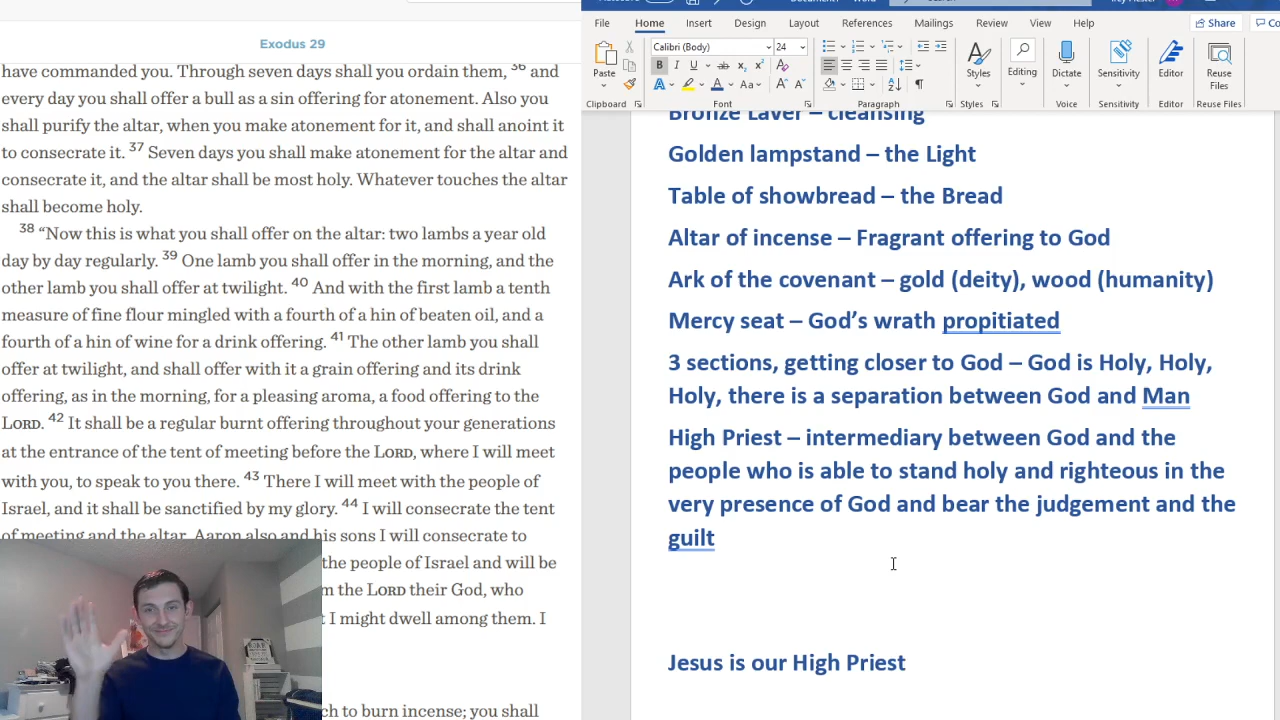 Exodus 29
have commanded you. Through seven days shall you ordain them, 36 and
every day you shall offer a bull as a sin offering for atonement. Also you
shall purify the altar, when you make atonement for it, and shall anoint it
to consecrate it. 37 Seven days you shall make atonement for the altar and
consecrate it, and the altar shall be most holy. Whatever touches the altar
shall become holy.
38 “Now this is what you shall offer on the altar: two lambs a year old
day by day regularly. 39 One lamb you shall offer in the morning, and the
other lamb you shall offer at twilight. 40 And with the first lamb a tenth
measure of fine flour mingled with a fourth of a hin of beaten oil, and a
fourth of a hin of wine for a drink offering. 41 The other lamb you shall
offer at twilight, and shall offer with it a grain offering and its drink
offering, as in the morning, for a pleasing aroma, a food offering to the
LORD. 42 It shall be a regular burnt offering throughout your generations
at the entrance of the tent of meeting before the LORD, where I will meet
with you, to speak to you there. 43 There I will meet with the people of
Israel, and it shall be sanctified by my glory. 44 I will consecrate the tent
of meeting and the altar. Aaron also and his sons I will consecrate to
the people of Israel and will be
the LORD their God, who
t I might dwell among them. I
ch to burn incense; you shall
File Home Insert Design Layout References Mailings Review View Help Share Co
Calibri (Body) 24
Paste Styles Editing Dictate Sensitivity Editor Reuse Files
Clipboard Font Paragraph Styles Voice Sensitivity Editor Reuse Files
Bronze Laver – cleansing
Golden lampstand – the Light
Table of showbread – the Bread
Altar of incense – Fragrant offering to God
Ark of the covenant – gold (deity), wood (humanity)
Mercy seat – God’s wrath propitiated
3 sections, getting closer to God – God is Holy, Holy,
Holy, there is a separation between God and Man
High Priest – intermediary between God and the
people who is able to stand holy and righteous in the
very presence of God and bear the judgement and the
guilt
Jesus is our High Priest